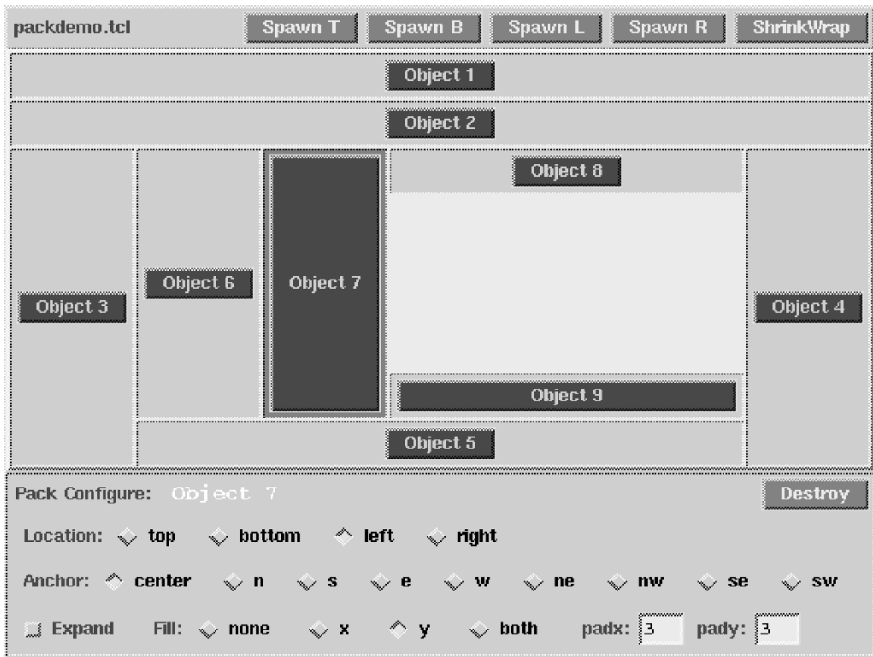 packdemo.tcl Spawn T Spawn B Spawn L Spawn R ShrinkWrap
Object 1
Object 2
Object 8
Object 6 Object 7
Object 3 Object 4
Object 9
Object 5
Pack Configure: Object 7 Destroy
Location: top bottom left right
Anchor: center n s e w ne nw se sw
Expand Fill: none x y both padx: 3 pady: 3